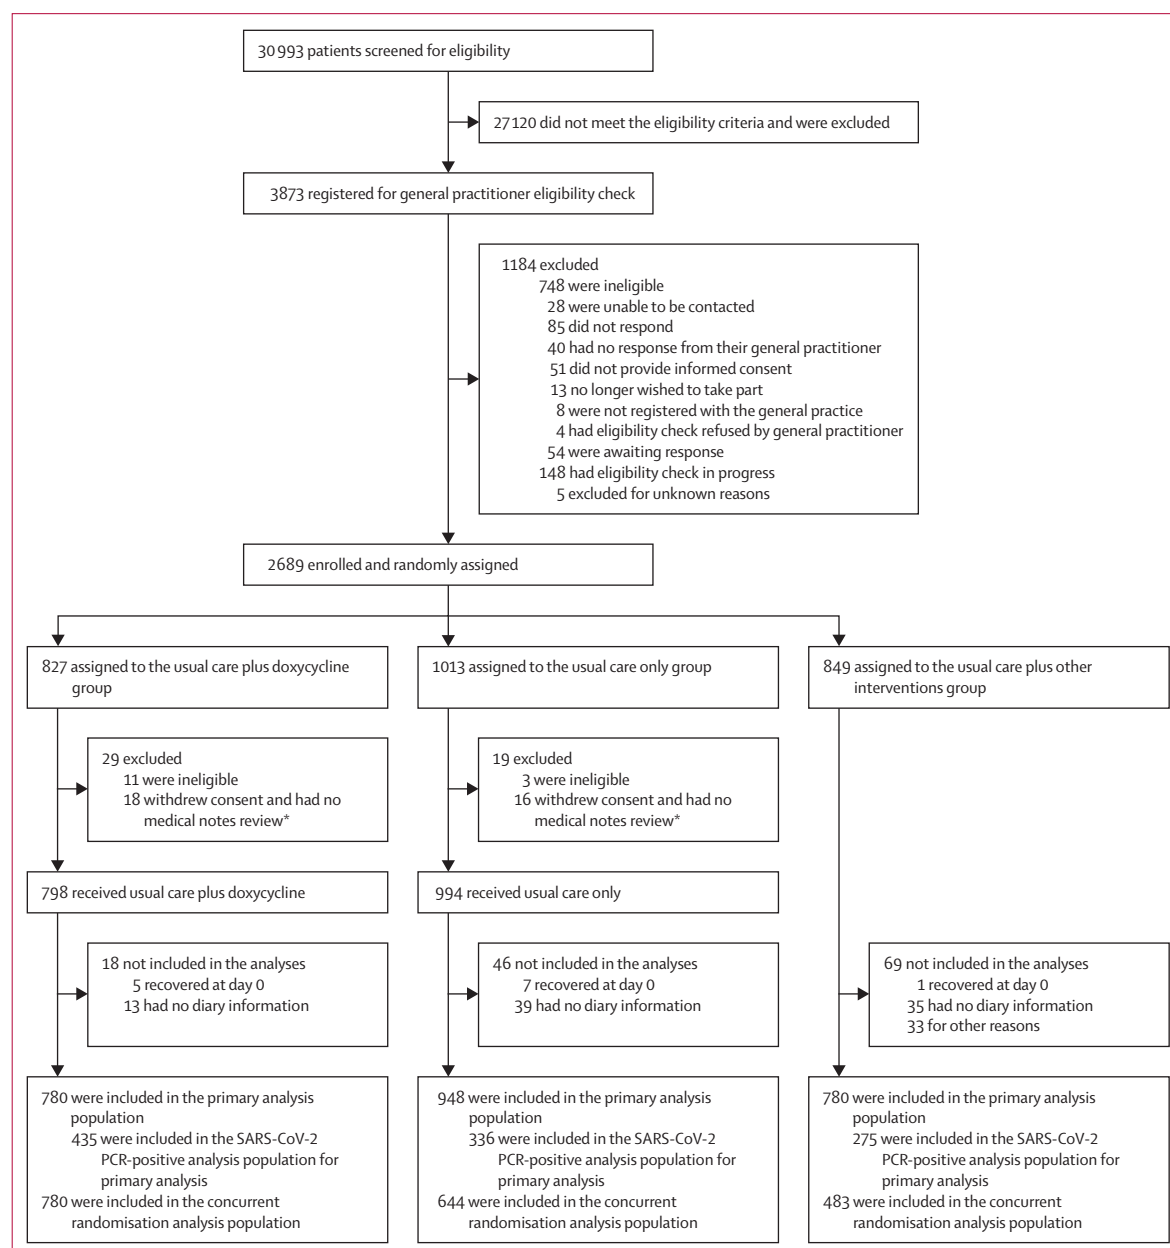 30 993 patients screened for eligibility
27 120 did not meet the eligibility criteria and were excluded
3873 registered for general practitioner eligibility check
1184 excluded
748 were ineligible
28 were unable to be contacted
85 did not respond
40 had no response from their general practitioner
51 did not provide informed consent
13 no longer wished to take part
8 were not registered with the general practice
4 had eligibility check refused by general practitioner
54 were awaiting response
148 had eligibility check in progress
5 excluded for unknown reasons
2689 enrolled and randomly assigned
827 assigned to the usual care plus doxycycline
group
1013 assigned to the usual care only group
849 assigned to the usual care plus other
interventions group
29 excluded
11 were ineligible
18 withdrew consent and had no
medical notes review*
19 excluded
3 were ineligible
16 withdrew consent and had no
medical notes review*
798 received usual care plus doxycycline
994 received usual care only
18 not included in the analyses
5 recovered at day 0
13 had no diary information
46 not included in the analyses
7 recovered at day 0
39 had no diary information
69 not included in the analyses
1 recovered at day 0
35 had no diary information
33 for other reasons
780 were included in the primary analysis
population
435 were included in the SARS-CoV-2
PCR-positive analysis population for
primary analysis
780 were included in the concurrent
randomisation analysis population
948 were included in the primary analysis
population
336 were included in the SARS-CoV-2
PCR-positive analysis population for
primary analysis
644 were included in the concurrent
randomisation analysis population
780 were included in the primary analysis
population
275 were included in the SARS-CoV-2
PCR-positive analysis population for
primary analysis
483 were included in the concurrent
randomisation analysis population